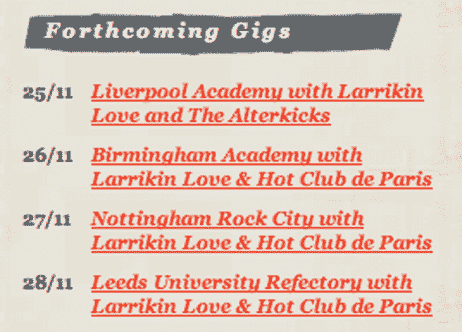 Forthcoming Gigs
25/11 Liverpool Academy with Larrikin
Love and The Alterkicks
26/11 Birmingham Academy with
Larrikin Love & Hot Club de Paris
27/11 Nottingham Rock City with
Larrikin Love & Hot Club de Paris
28/11 Leeds University Refectory with
Larrikin Love & Hot Club de Paris